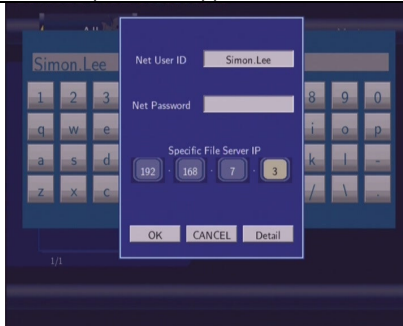 Net User ID Simon.Lee
Simon.Lee
Net Password
1 2 3 8 9 0
q w e i o p
Specific File Server IP
a s d k l -
192 . 168 . 7 . 3
z x c / \ .
OK CANCEL Detail
1/1